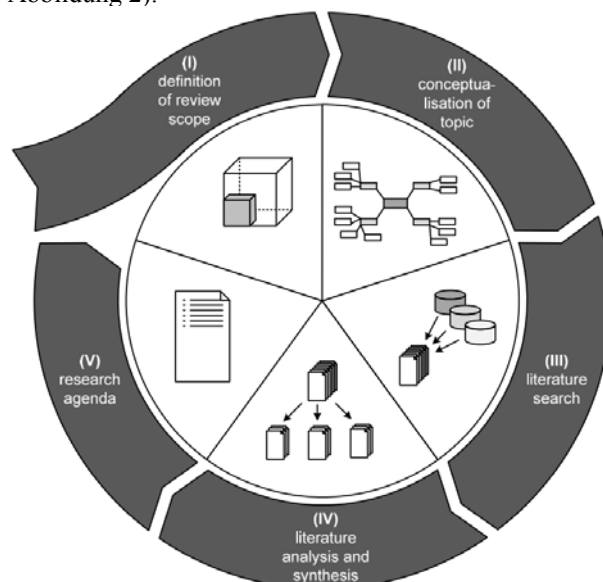 Abbildung 2).
(I)
definition
of review
scope
(II)
conceptua-
lisation of
topic
(III)
literature
search
(IV)
literature
analysis and
synthesis
(V)
research
agenda